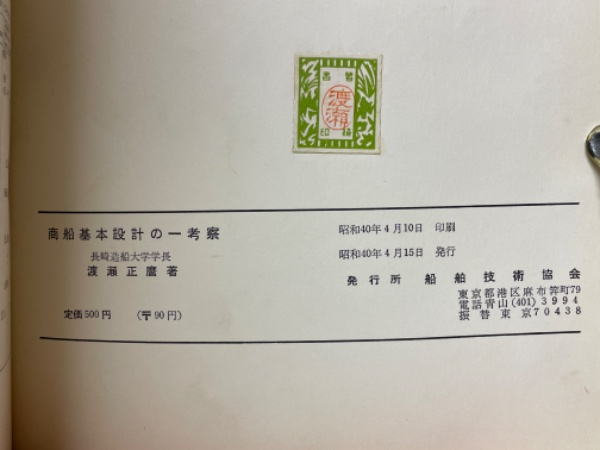 著書
渡瀬
検印
商船基本設計の一考察
長崎造船大学学長
渡瀬正麿著
定価500円 (〒90円)
昭和40年4月10日 印刷
昭和40年4月15日 発行
発行所 船舶技術協会
東京都港区麻布笄町79
電話青山(401)3994
振替東京70438